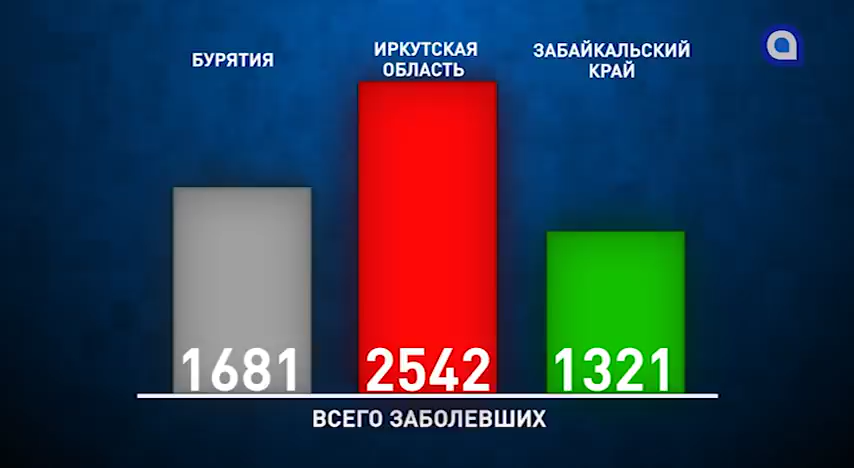 БУРЯТИЯ
ИРКУТСКАЯ
ОБЛАСТЬ
ЗАБАЙКАЛЬСКИЙ
КРАЙ
1681
2542
1321
ВСЕГО ЗАБОЛЕВШИХ